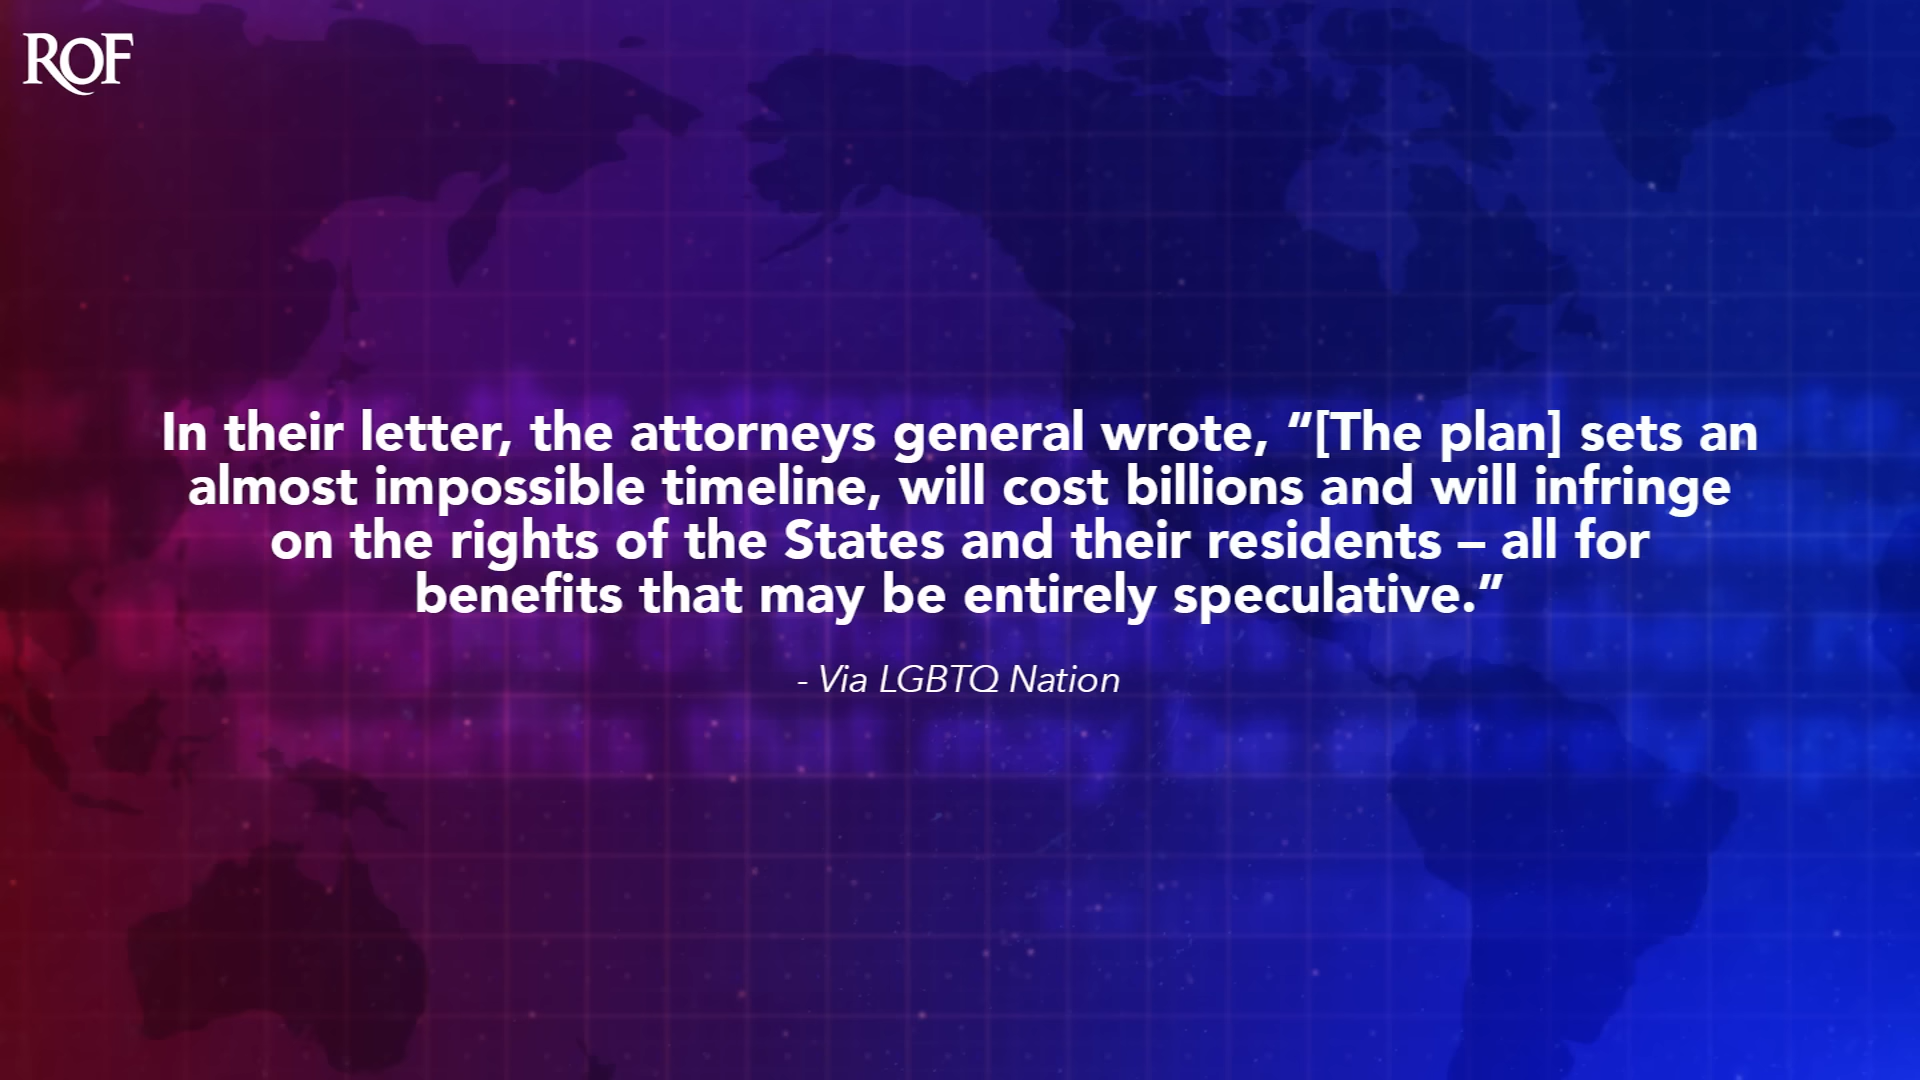 ROF
In their letter, the attorneys general wrote, “[The plan] sets an
almost impossible timeline, will cost billions and will infringe
on the rights of the States and their residents – all for
benefits that may be entirely speculative.”
- Via LGBTQ Nation